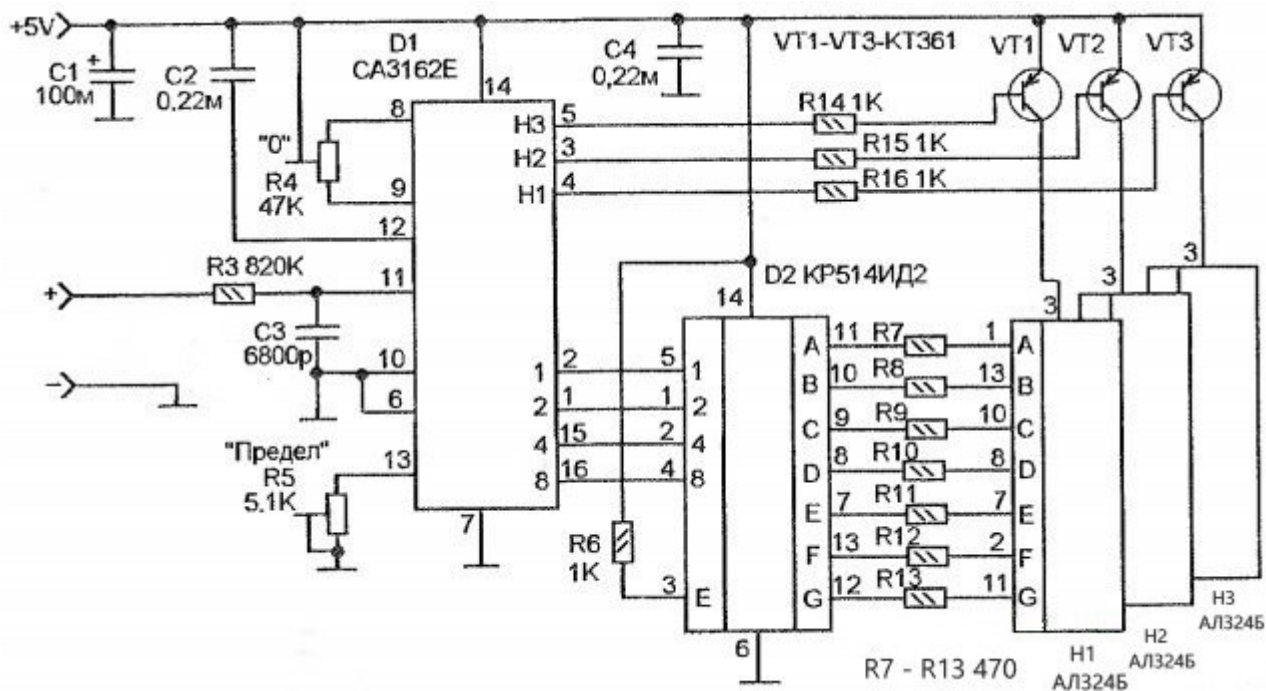 +5V
C1
100м
+
C2
0,22м
D1
CA3162E
14
C4
0,22м
VT1-VT3-KT361
VT1
VT2
VT3
"0"
R4
47K
8
9
12
H3
5
H2
3
H1
4
R14 1K
R15 1K
R16 1K
+
R3 820K
11
C3
6800p
10
6
–
"Предел"
R5
5,1K
13
7
1
2
2
1
4
15
8
16
D2 КР514ИД2
14
5
1
1
2
2
4
4
8
R6
1K
3
E
6
A
11
R7
1
A
B
10
R8
13
B
C
9
R9
10
C
D
8
R10
8
D
E
7
R11
7
E
F
13
R12
2
F
G
12
R13
11
G
3
3
3
R7 - R13 470
H1
АЛ324Б
H2
АЛ324Б
H3
АЛ324Б